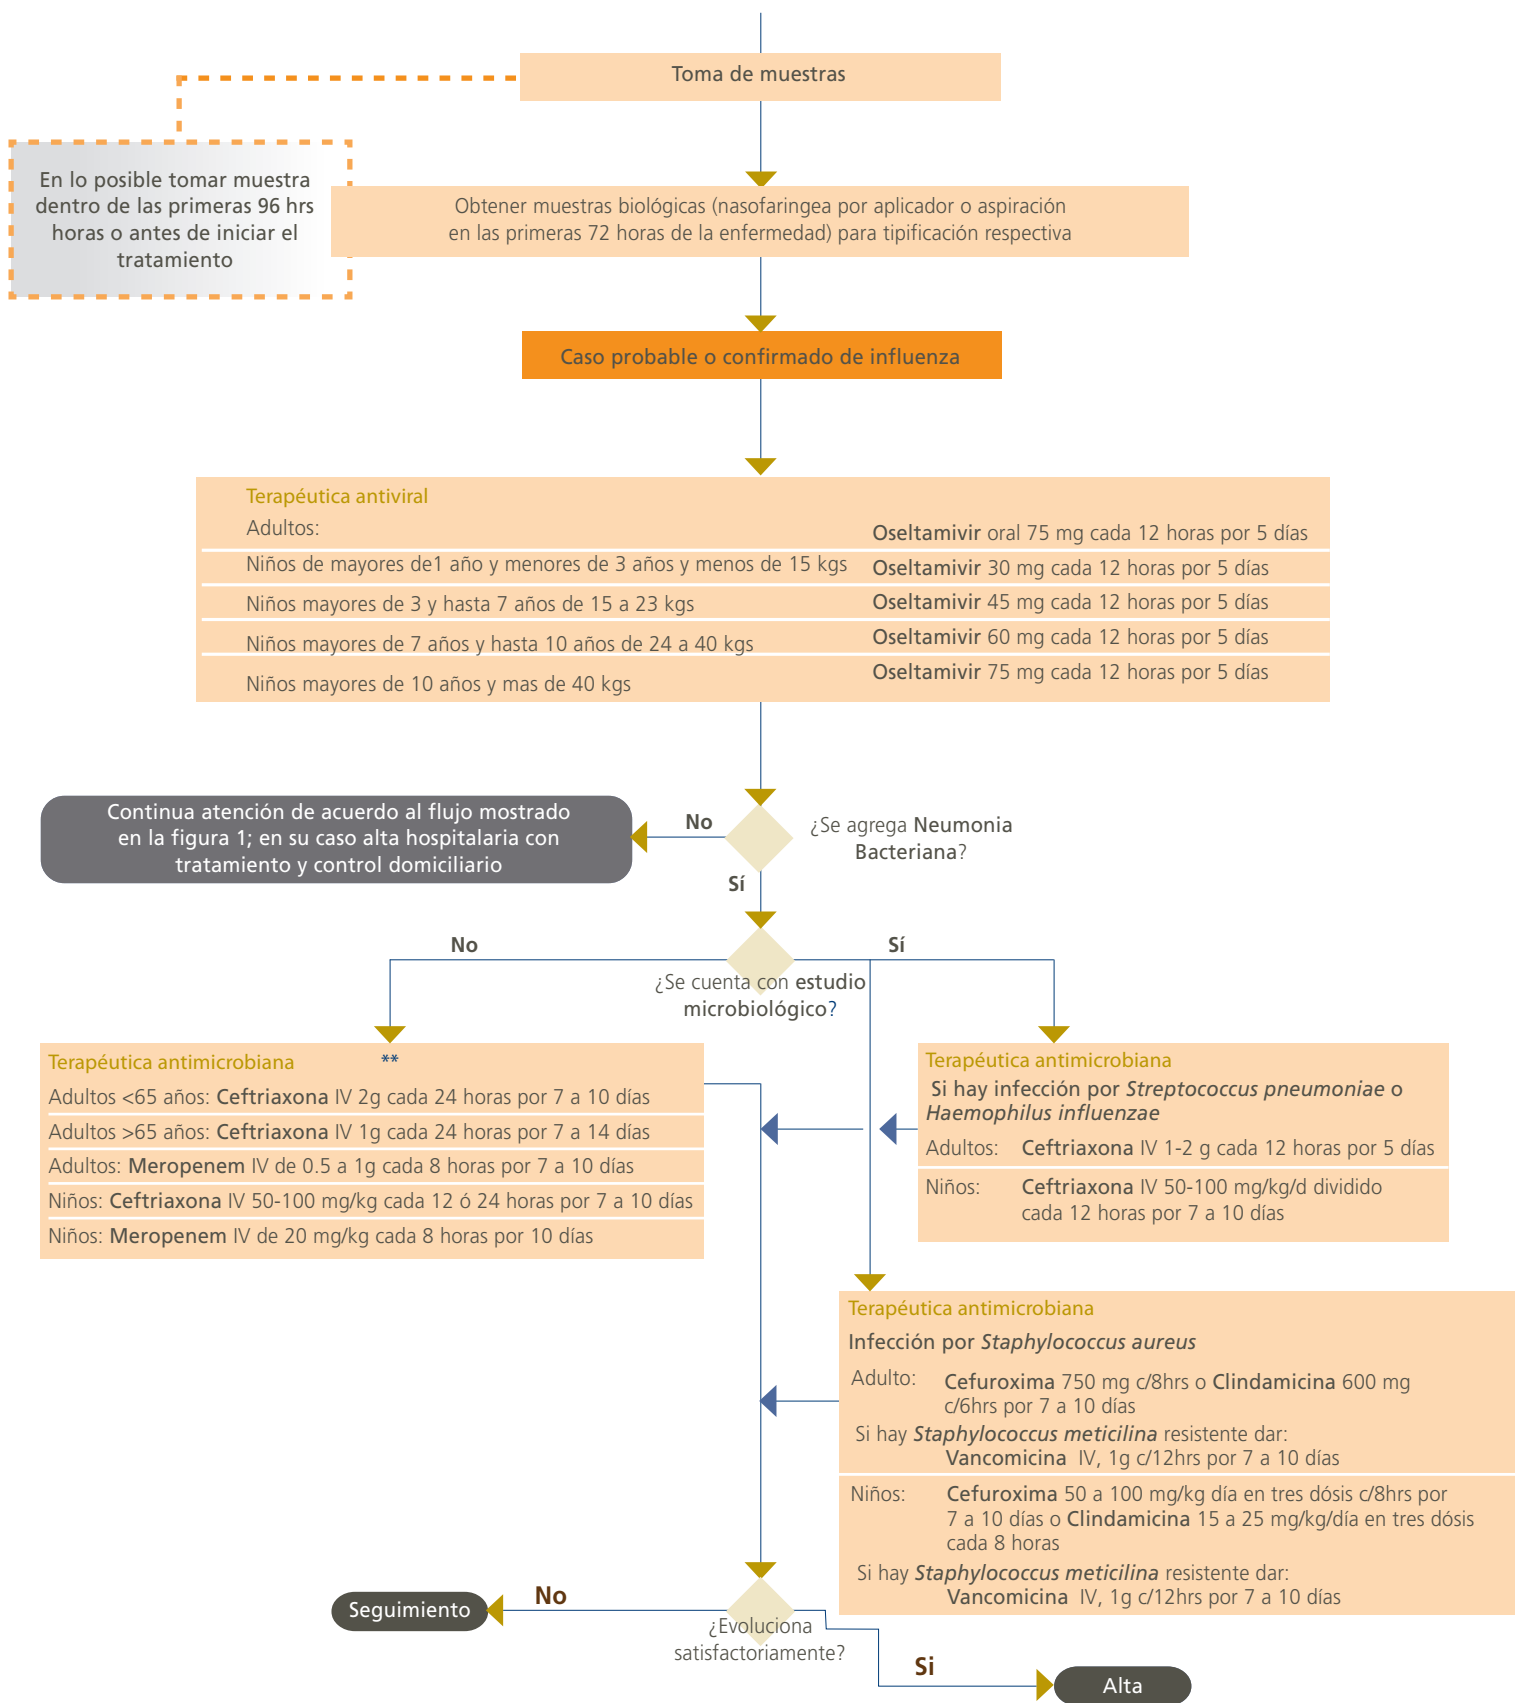 Toma de muestras
En lo posible tomar muestra
dentro de las primeras 96 hrs
horas o antes de iniciar el
tratamiento
Obtener muestras biológicas (nasofaringea por aplicador o aspiración
en las primeras 72 horas de la enfermedad) para tipificación respectiva
Caso probable o confirmado de influenza
Terapéutica antiviral
Adultos:
Oseltamivir oral 75 mg cada 12 horas por 5 días
Niños de mayores de1 año y menores de 3 años y menos de 15 kgs
Oseltamivir 30 mg cada 12 horas por 5 días
Niños mayores de 3 y hasta 7 años de 15 a 23 kgs
Oseltamivir 45 mg cada 12 horas por 5 días
Niños mayores de 7 años y hasta 10 años de 24 a 40 kgs
Oseltamivir 60 mg cada 12 horas por 5 días
Niños mayores de 10 años y mas de 40 kgs
Oseltamivir 75 mg cada 12 horas por 5 días
Continua atención de acuerdo al flujo mostrado
en la figura 1; en su caso alta hospitalaria con
tratamiento y control domiciliario
No
¿Se agrega Neumonia
Bacteriana?
Sí
No
Sí
¿Se cuenta con estudio
microbiológico?
Terapéutica antimicrobiana **
Adultos <65 años: Ceftriaxona IV 2g cada 24 horas por 7 a 10 días
Adultos >65 años: Ceftriaxona IV 1g cada 24 horas por 7 a 14 días
Adultos: Meropenem IV de 0.5 a 1g cada 8 horas por 7 a 10 días
Niños: Ceftriaxona IV 50-100 mg/kg cada 12 ó 24 horas por 7 a 10 días
Niños: Meropenem IV de 20 mg/kg cada 8 horas por 10 días
Terapéutica antimicrobiana
Si hay infección por Streptococcus pneumoniae o
Haemophilus influenzae
Adultos: Ceftriaxona IV 1-2 g cada 12 horas por 5 días
Niños: Ceftriaxona IV 50-100 mg/kg/d dividido
cada 12 horas por 7 a 10 días
Terapéutica antimicrobiana
Infección por Staphylococcus aureus
Adulto: Cefuroxima 750 mg c/8hrs o Clindamicina 600 mg
c/6hrs por 7 a 10 días
Si hay Staphylococcus meticilina resistente dar:
Vancomicina IV, 1g c/12hrs por 7 a 10 días
Niños: Cefuroxima 50 a 100 mg/kg día en tres dósis c/8hrs por
7 a 10 días o Clindamicina 15 a 25 mg/kg/día en tres dósis
cada 8 horas
Si hay Staphylococcus meticilina resistente dar:
Vancomicina IV, 1g c/12hrs por 7 a 10 días
Seguimiento
No
¿Evoluciona
satisfactoriamente?
Si
Alta